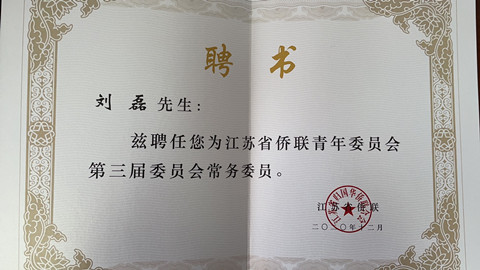 聘 书
刘 磊 先生：
兹聘任您为江苏省侨联青年委员会
第三届委员会常务委员。
江苏省侨联
二〇二〇年十二月